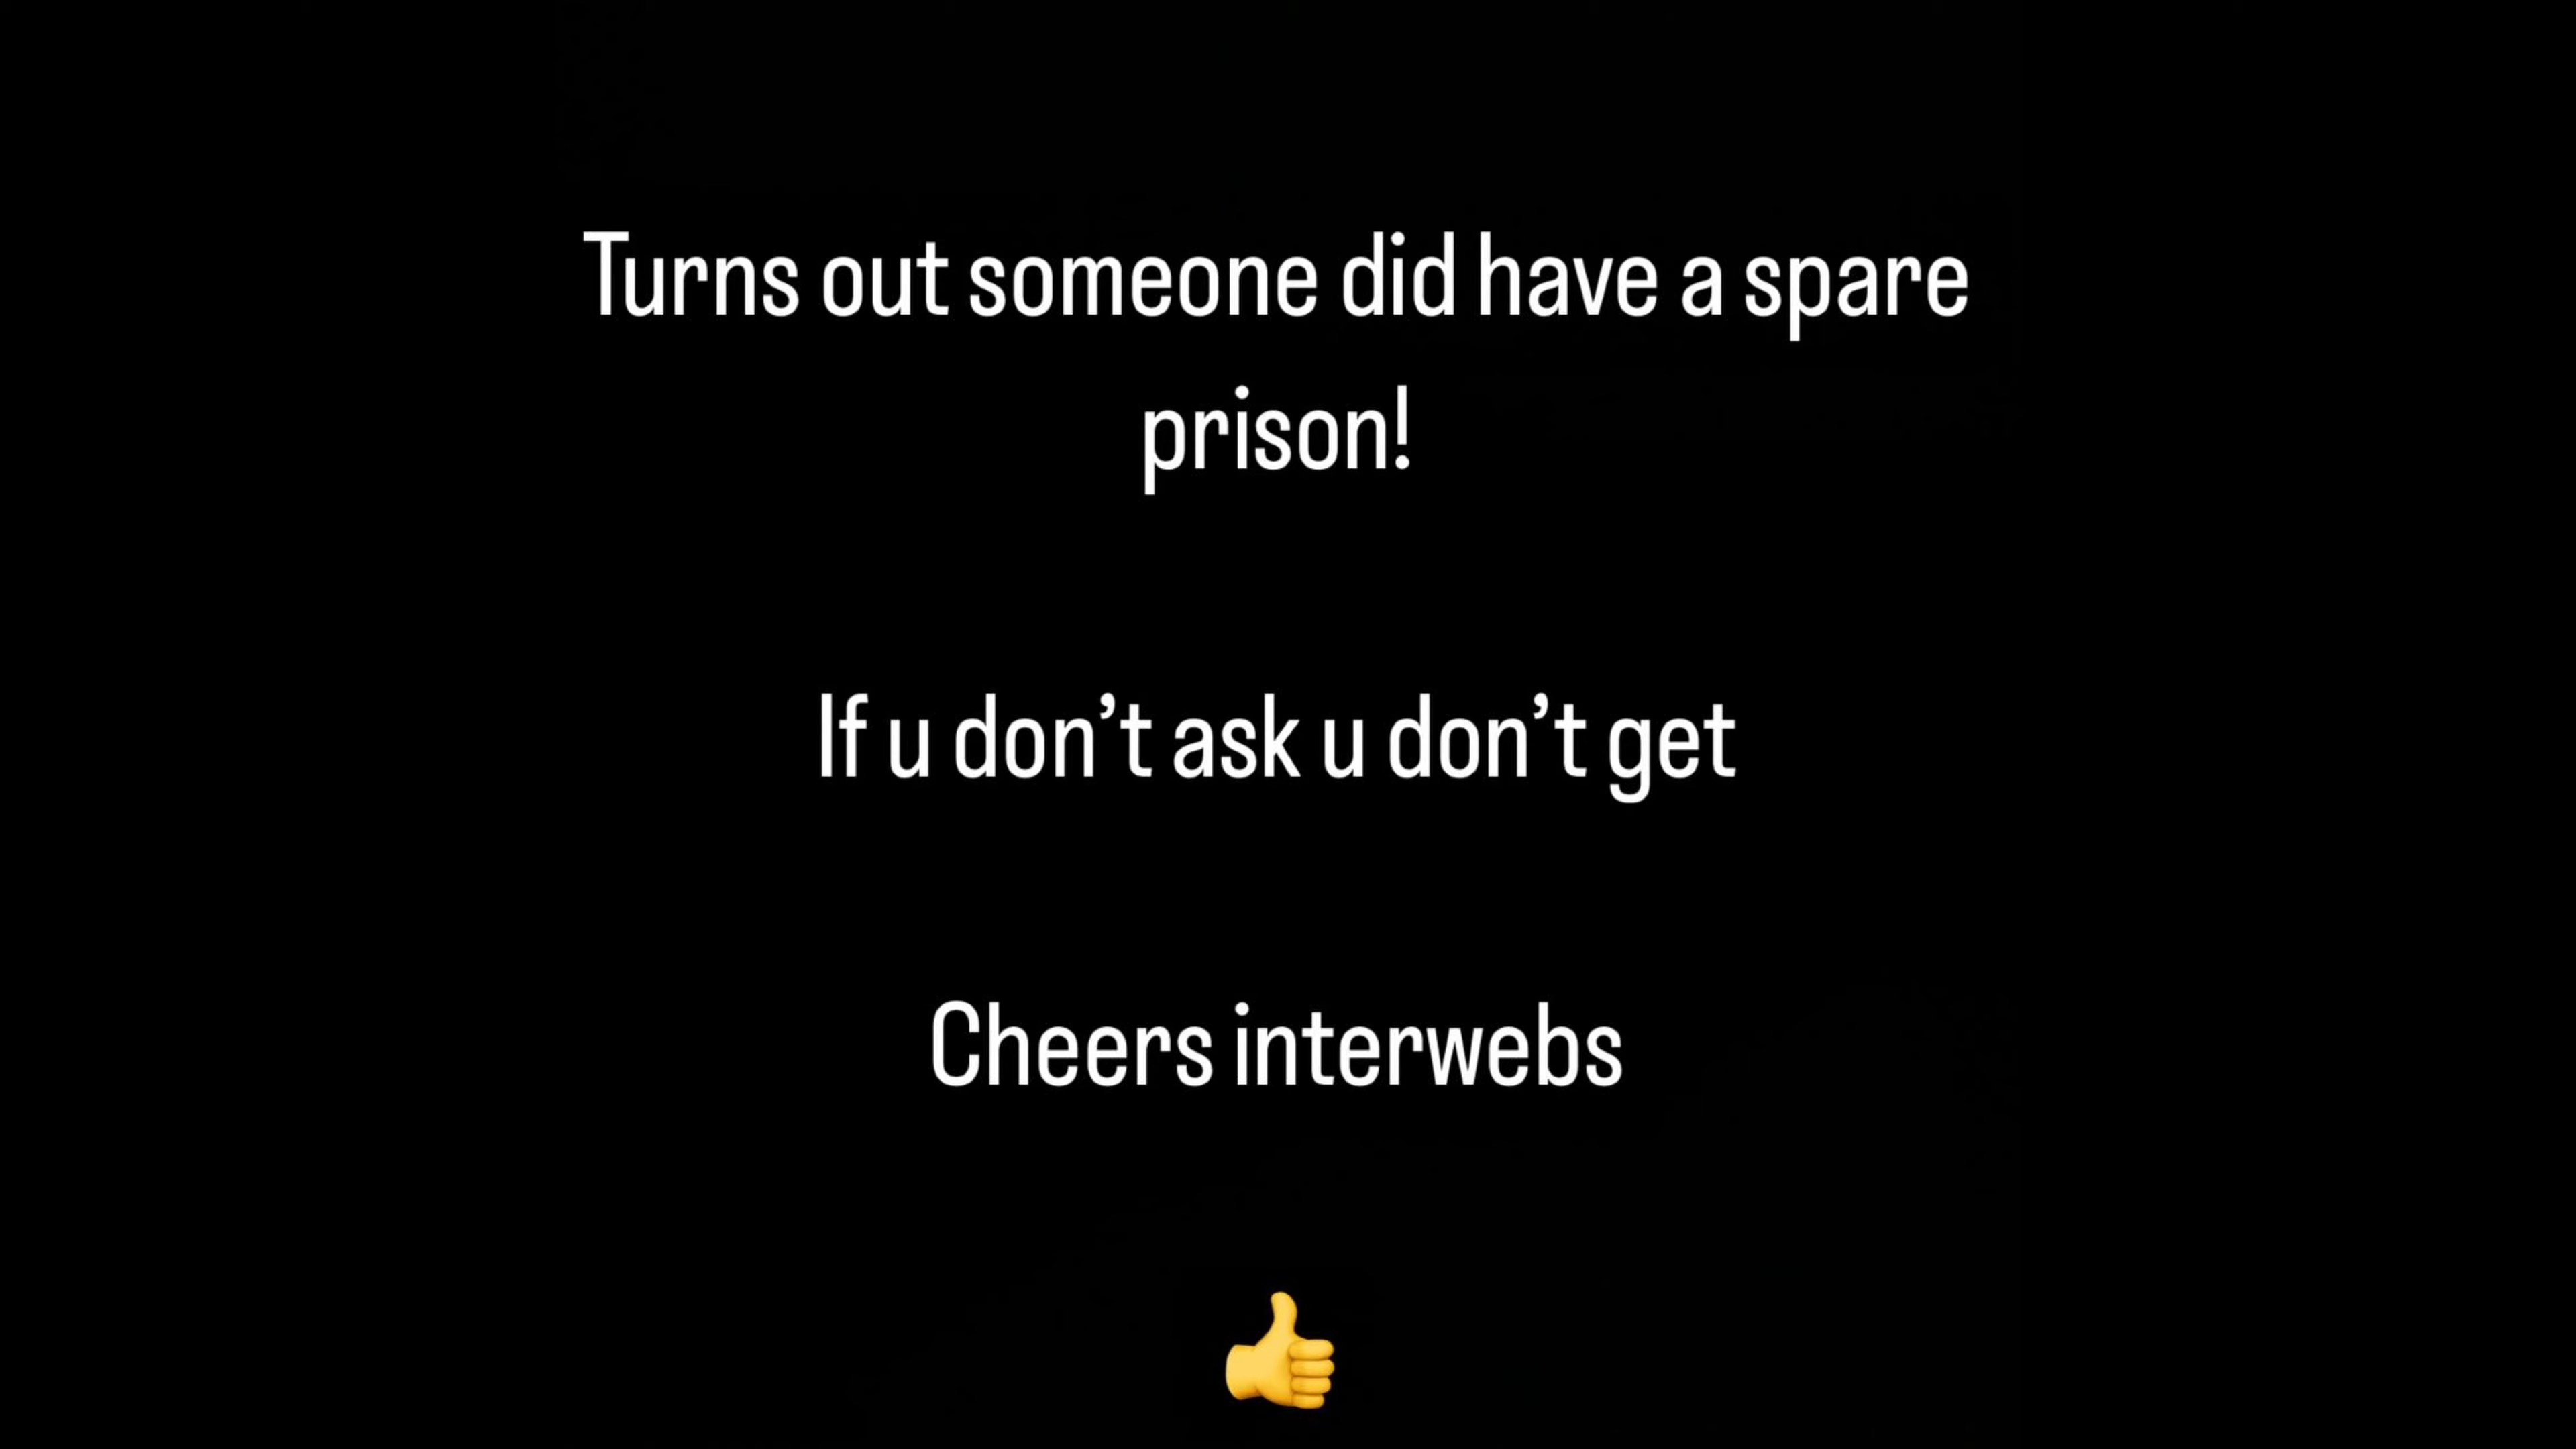 Turns out someone did have a spare
prison!
If u don’t ask u don’t get
Cheers interwebs
👍